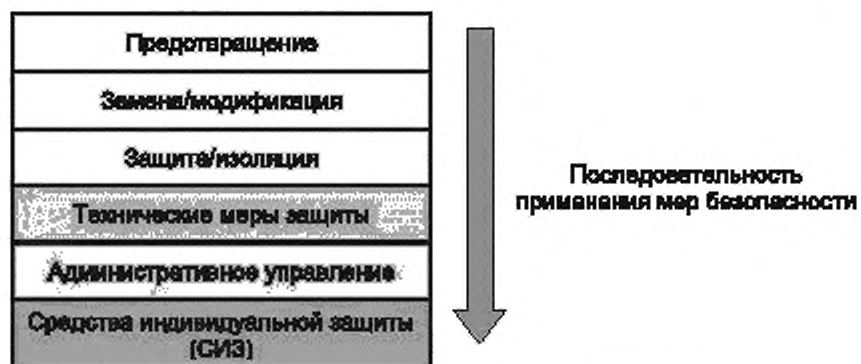 Предотвращение
Замена/модификация
Защита/изоляция
Технические меры защиты
Административное управление
Средства индивидуальной защиты
(СИЗ)
Последовательность
применения мер безопасности